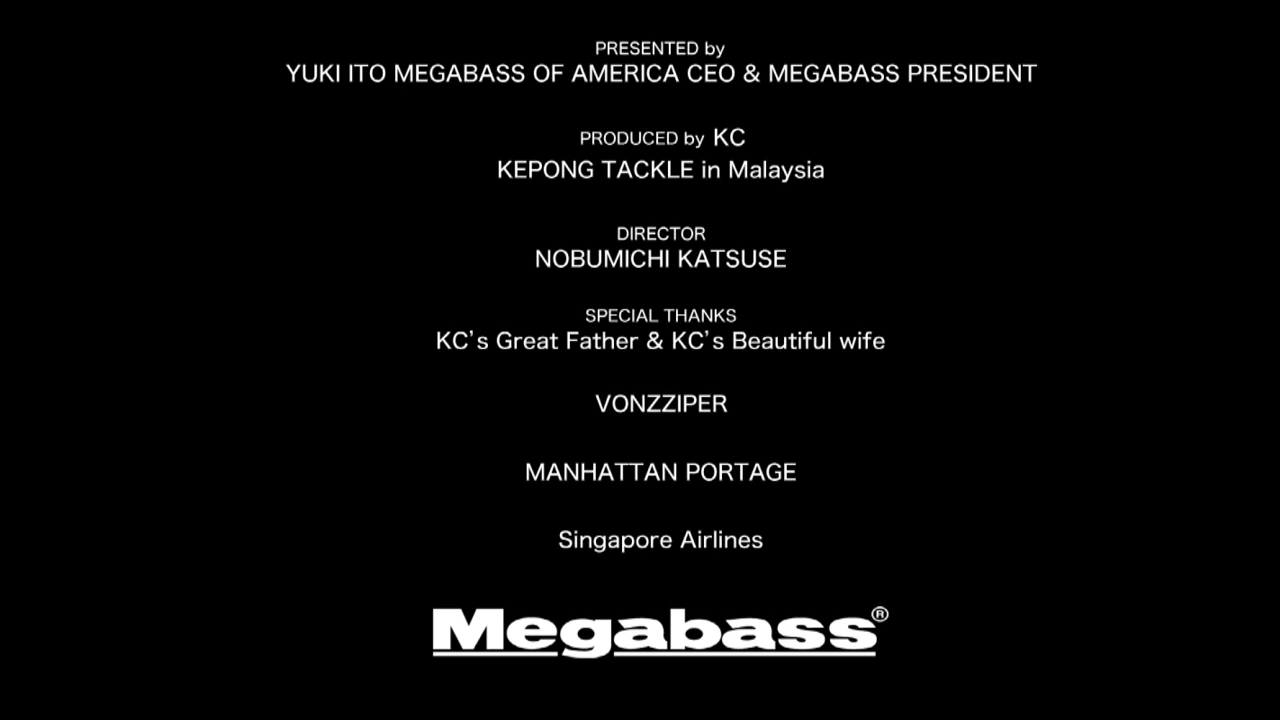 PRESENTED by
YUKI ITO MEGABASS OF AMERICA CEO & MEGABASS PRESIDENT
PRODUCED by KC
KEPONG TACKLE in Malaysia
DIRECTOR
NOBUMICHI KATSUSE
SPECIAL THANKS
KC's Great Father & KC's Beautiful wife
VONZZIPER
MANHATTAN PORTAGE
Singapore Airlines
Megabass®